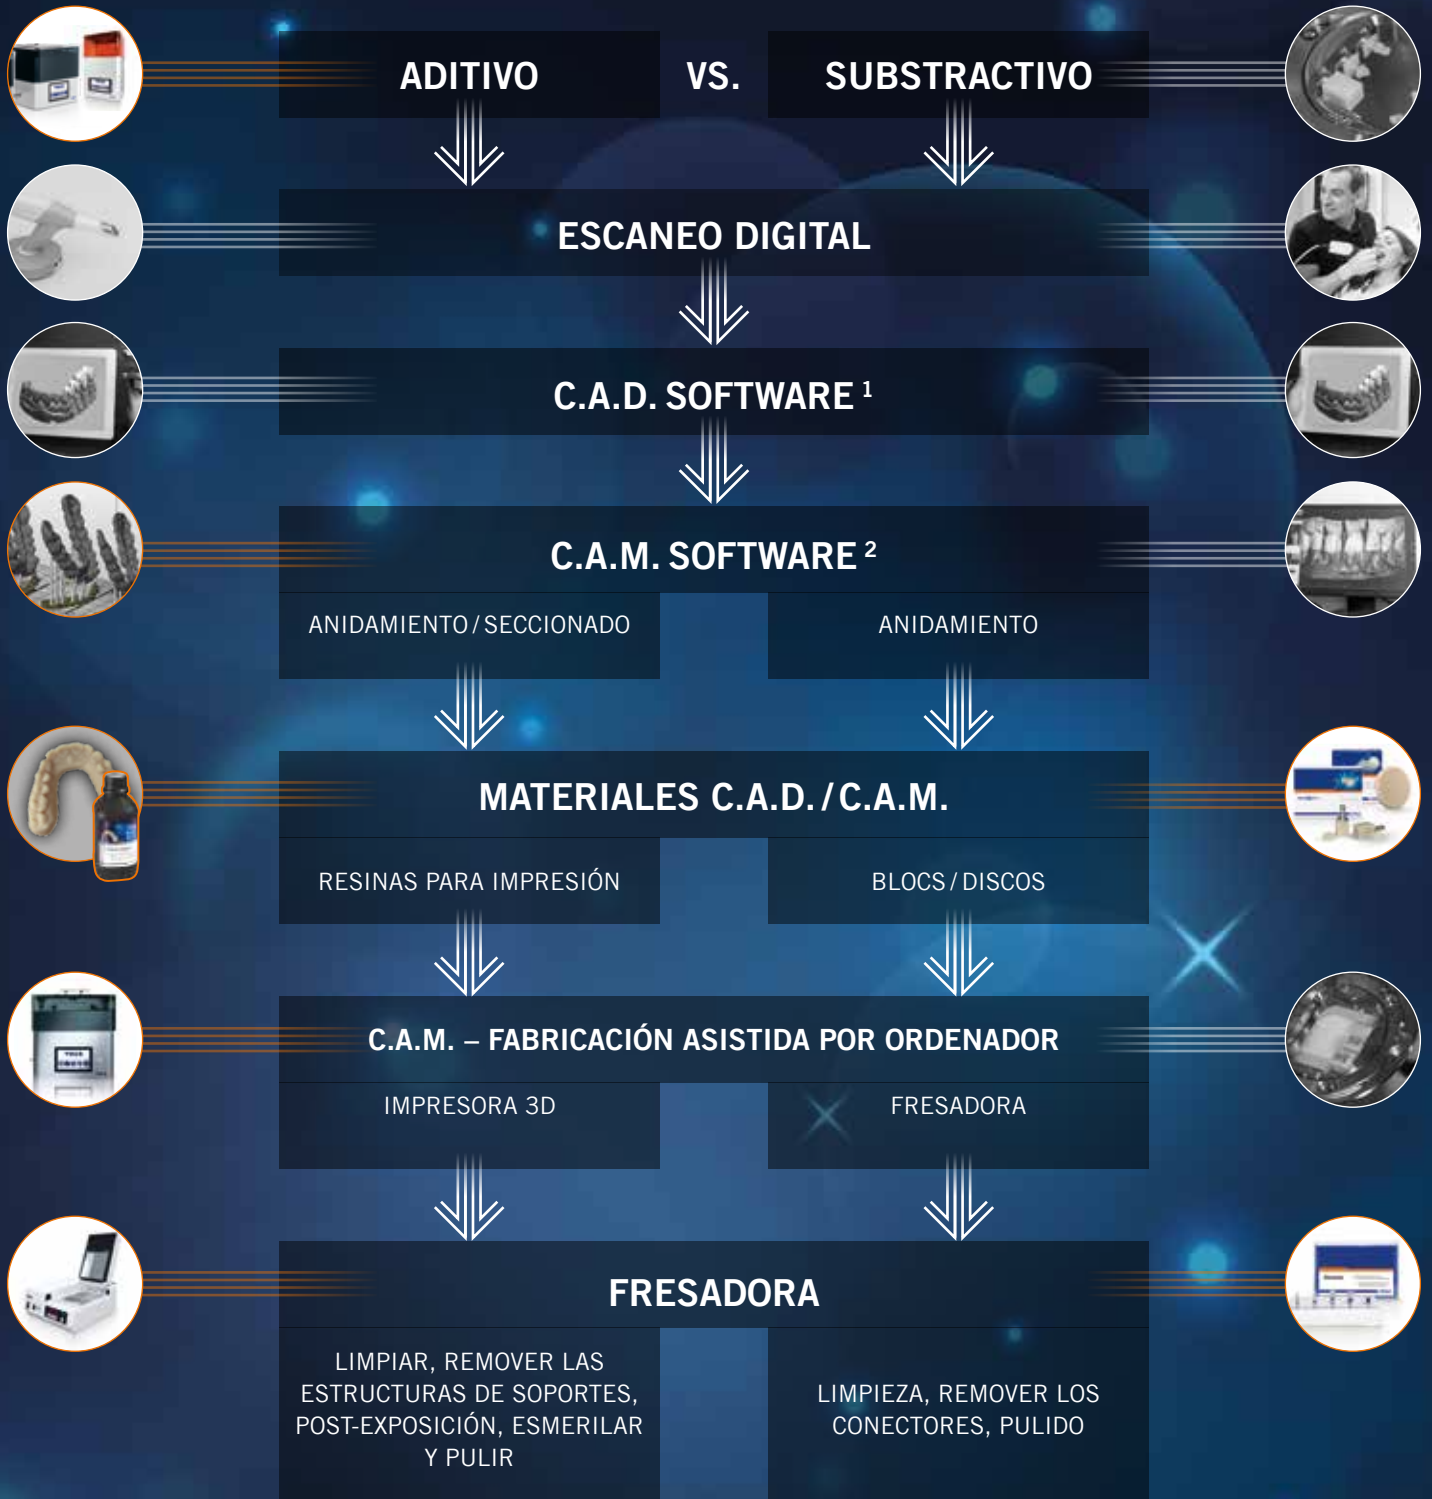 ADITIVO VS. SUBSTRACTIVO
ESCANEO DIGITAL
C.A.D. SOFTWARE 1
C.A.M. SOFTWARE 2
ANIDAMIENTO / SECCIONADO
ANIDAMIENTO
MATERIALES C.A.D. / C.A.M.
RESINAS PARA IMPRESIÓN
BLOCS / DISCOS
C.A.M. – FABRICACIÓN ASISTIDA POR ORDENADOR
IMPRESORA 3D
FRESADORA
FRESADORA
LIMPIAR, REMOVER LAS
ESTRUCTURAS DE SOPORTES,
POST-EXPOSICIÓN, ESMERILAR
Y PULIR
LIMPIEZA, REMOVER LOS
CONECTORES, PULIDO